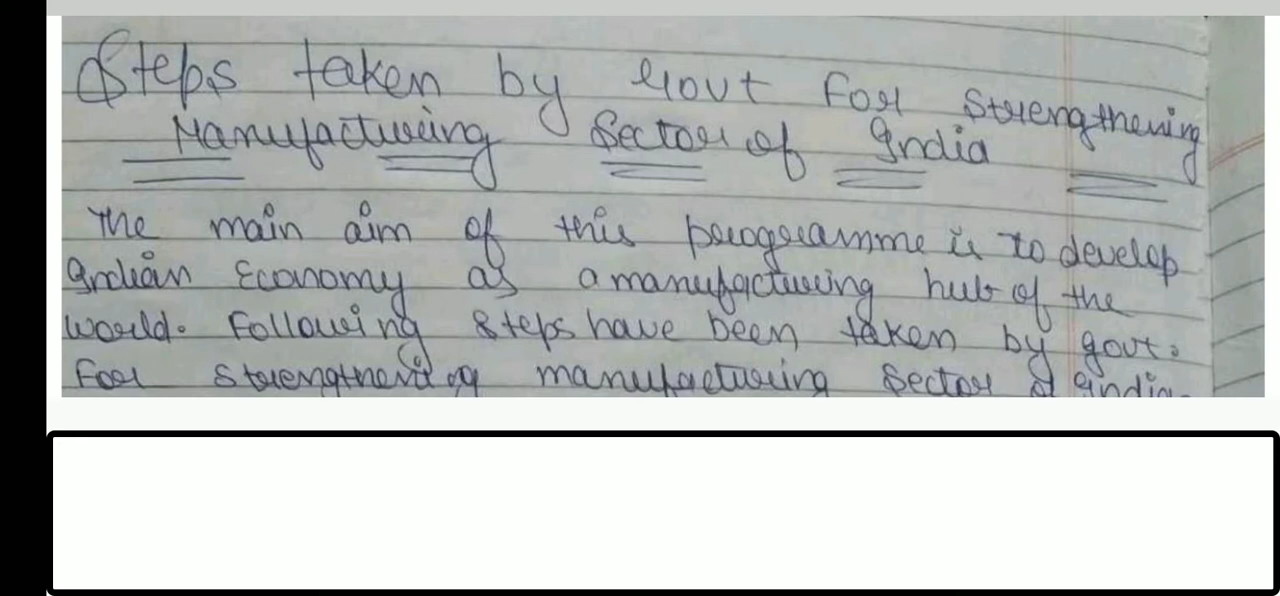 Steps taken by Govt For Strengthening
Manufacturing Sector of India
The main aim of this programme is to develop
Indian Economy as a manufacturing hub of the
world. Following steps have been taken by govt.
For strengthening manufacturing sector of India